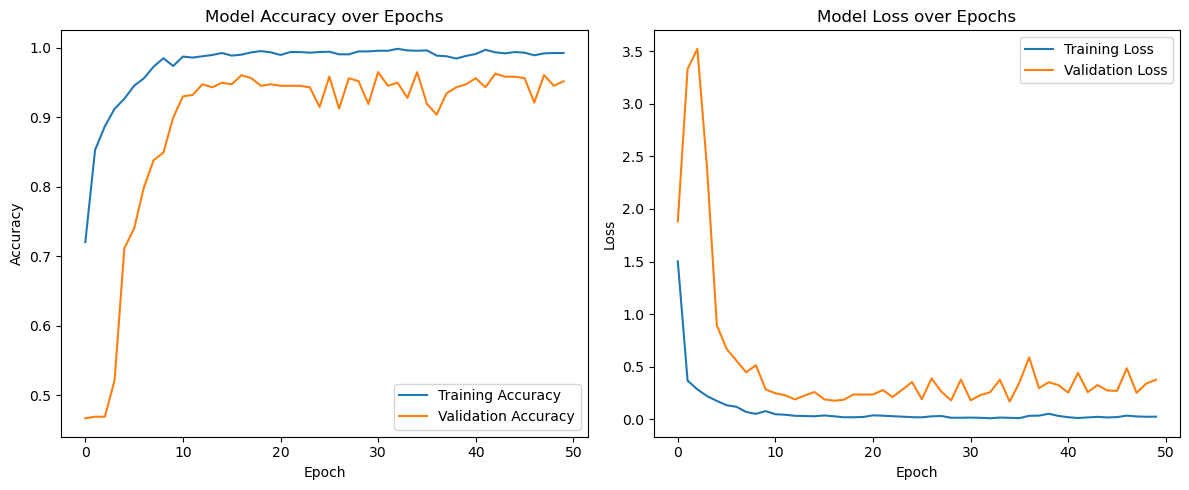 Model Accuracy over Epochs
1.0
0.9
0.8
0.7
0.6
0.5
Accuracy
0 10 20 30 40 50
Epoch
Training Accuracy
Validation Accuracy
Model Loss over Epochs
3.5
3.0
2.5
2.0
1.5
1.0
0.5
0.0
Loss
0 10 20 30 40 50
Epoch
Training Loss
Validation Loss